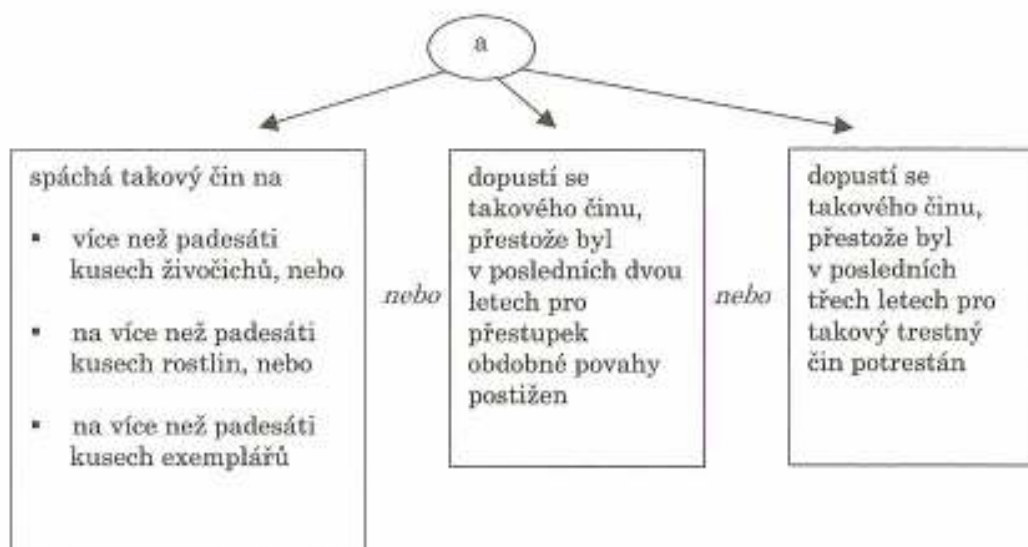 a
spáchá takový čin na
▪ více než padesáti
kusech živočichů, nebo
▪ na více než padesáti
kusech rostlin, nebo
▪ na více než padesáti
kusech exemplářů
nebo
dopustí se
takového činu,
přestože byl
v posledních dvou
letech pro
přestupek
obdobné povahy
postižen
nebo
dopustí se
takového činu,
přestože byl
v posledních
třech letech pro
takový trestný
čin potrestán